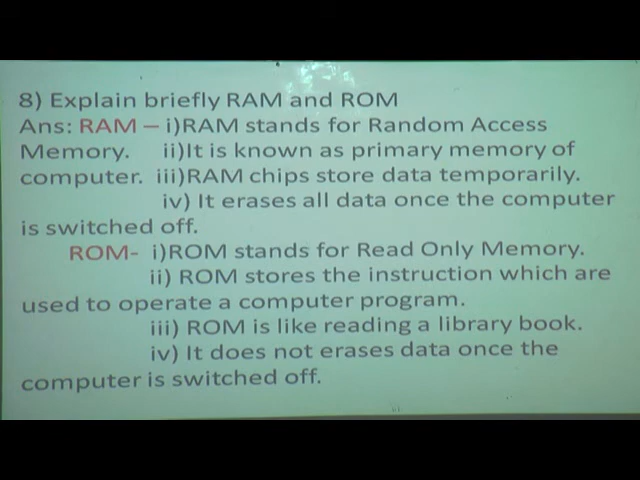 8) Explain briefly RAM and ROM
Ans: RAM – i)RAM stands for Random Access
Memory. ii)It is known as primary memory of
computer. iii)RAM chips store data temporarily.
iv) It erases all data once the computer
is switched off.
ROM- i)ROM stands for Read Only Memory.
ii) ROM stores the instruction which are
used to operate a computer program.
iii) ROM is like reading a library book.
iv) It does not erases data once the
computer is switched off.